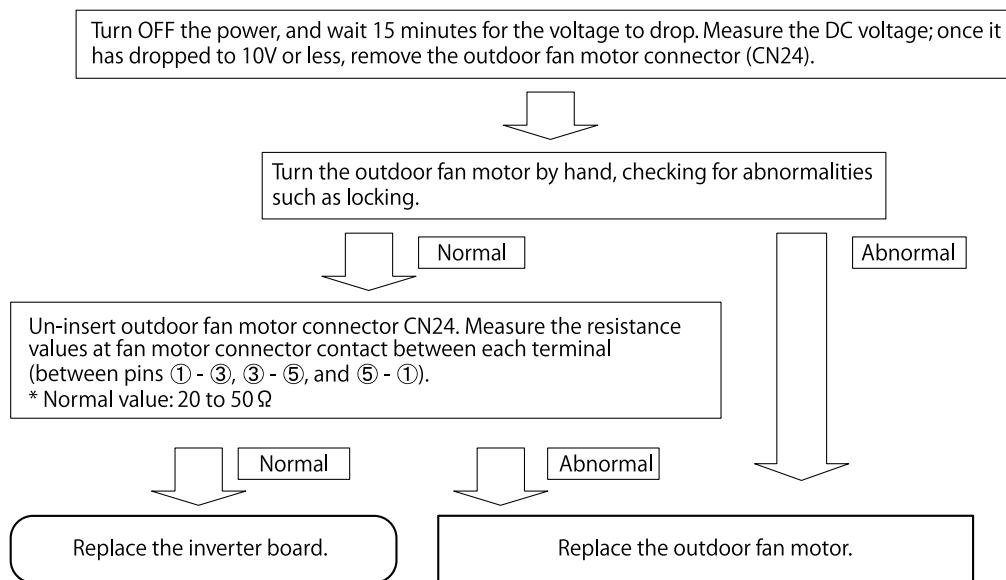 Turn OFF the power, and wait 15 minutes for the voltage to drop. Measure the DC voltage; once it
has dropped to 10V or less, remove the outdoor fan motor connector (CN24).
Turn the outdoor fan motor by hand, checking for abnormalities
such as locking.
Normal
Abnormal
Un-insert outdoor fan motor connector CN24. Measure the resistance
values at fan motor connector contact between each terminal
(between pins ① - ③, ③ - ⑤, and ⑤ - ①).
* Normal value: 20 to 50 Ω
Normal
Abnormal
Replace the inverter board.
Replace the outdoor fan motor.